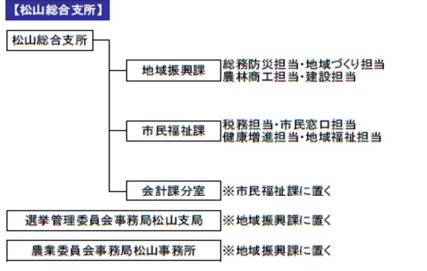 【松山総合支所】
松山総合支所
地域振興課
総務防災担当・地域づくり担当
農林商工担当・建設担当
市民福祉課
税務担当・市民窓口担当
健康増進担当・地域福祉担当
会計課分室
※市民福祉課に置く
選挙管理委員会事務局松山支局
※地域振興課に置く
農業委員会事務局松山事務所
※地域振興課に置く